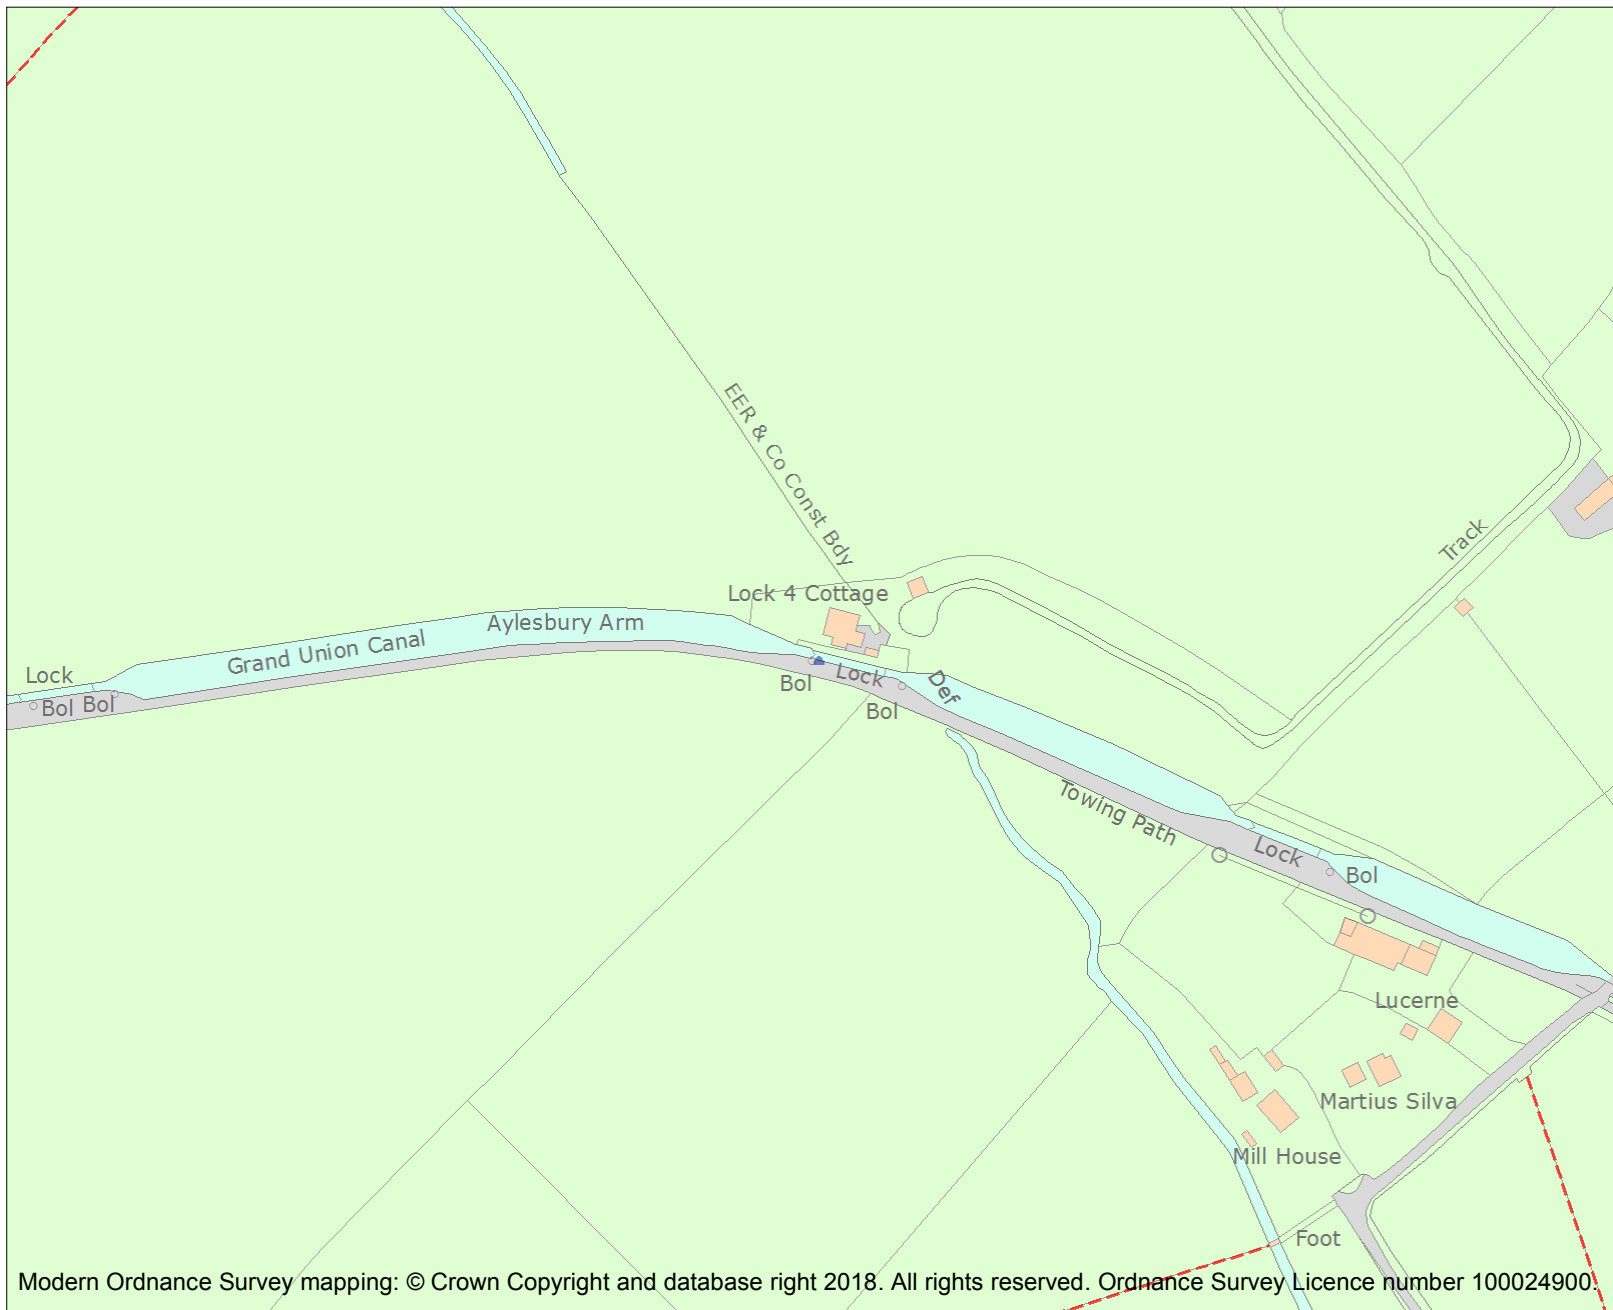 EER & Co Const Bdy
Track
Lock 4 Cottage
Aylesbury Arm
Grand Union Canal
Lock
Bol
Bol
Lock
Bol
Def
Bol
Towing Path
Lock
Bol
Lucerne
Martius Silva
Mill House
Foot
Modern Ordnance Survey mapping: © Crown Copyright and database right 2018. All rights reserved. Ordnance Survey Licence number 100024900.